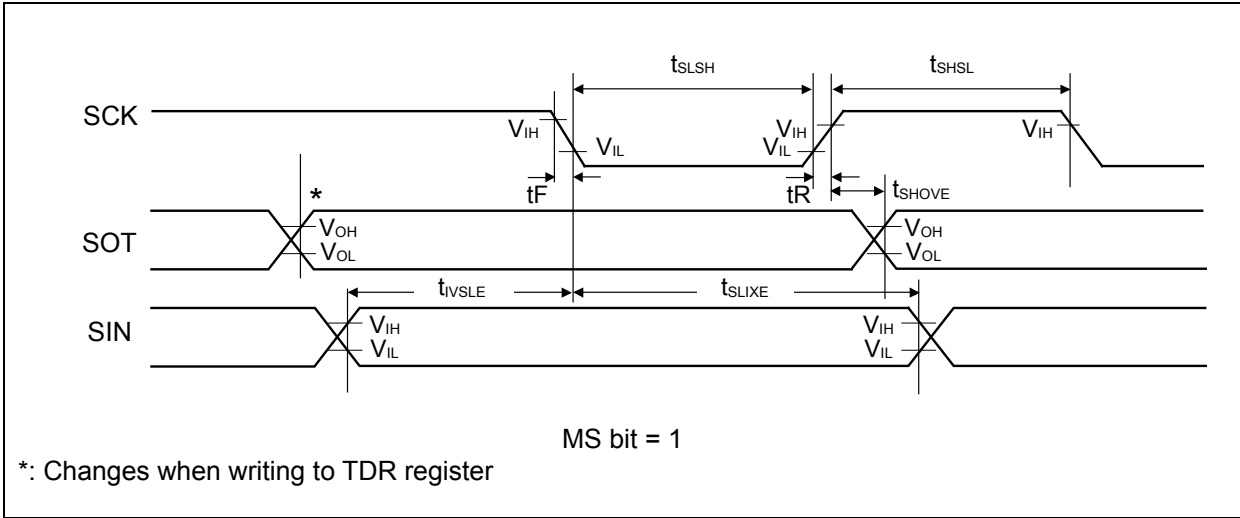 tSLSH tSHSL
SCK VIH VIL VIH VIL VIH
tF tR tSHOVE
*
SOT VOH VOL VOH VOL
tIVSLE tSLIXE
SIN VIH VIL VIH VIL
MS bit = 1
*: Changes when writing to TDR register